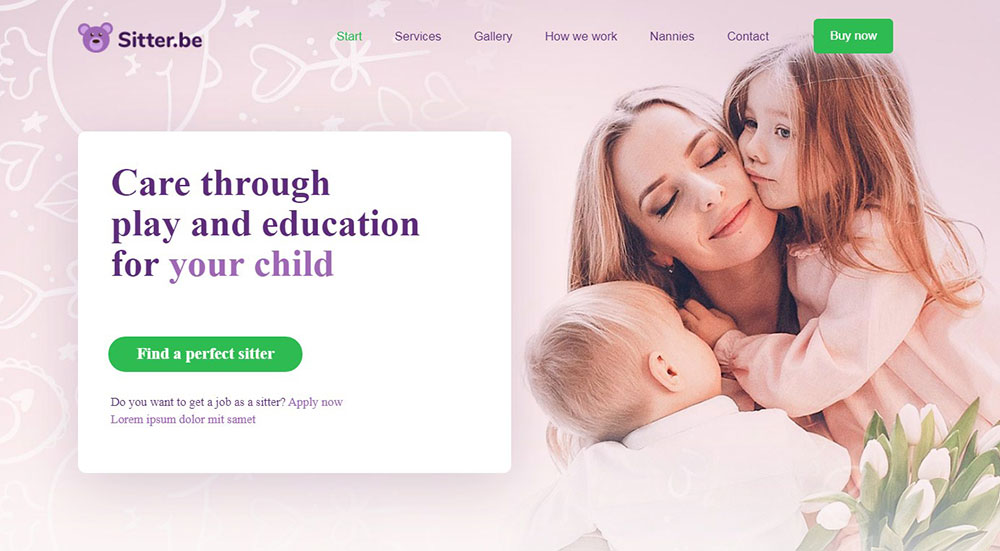 Sitter.be
Start Services Gallery How we work Nannies Contact Buy now
Care through
play and education
for your child
Find a perfect sitter
Do you want to get a job as a sitter? Apply now
Lorem ipsum dolor mit samet